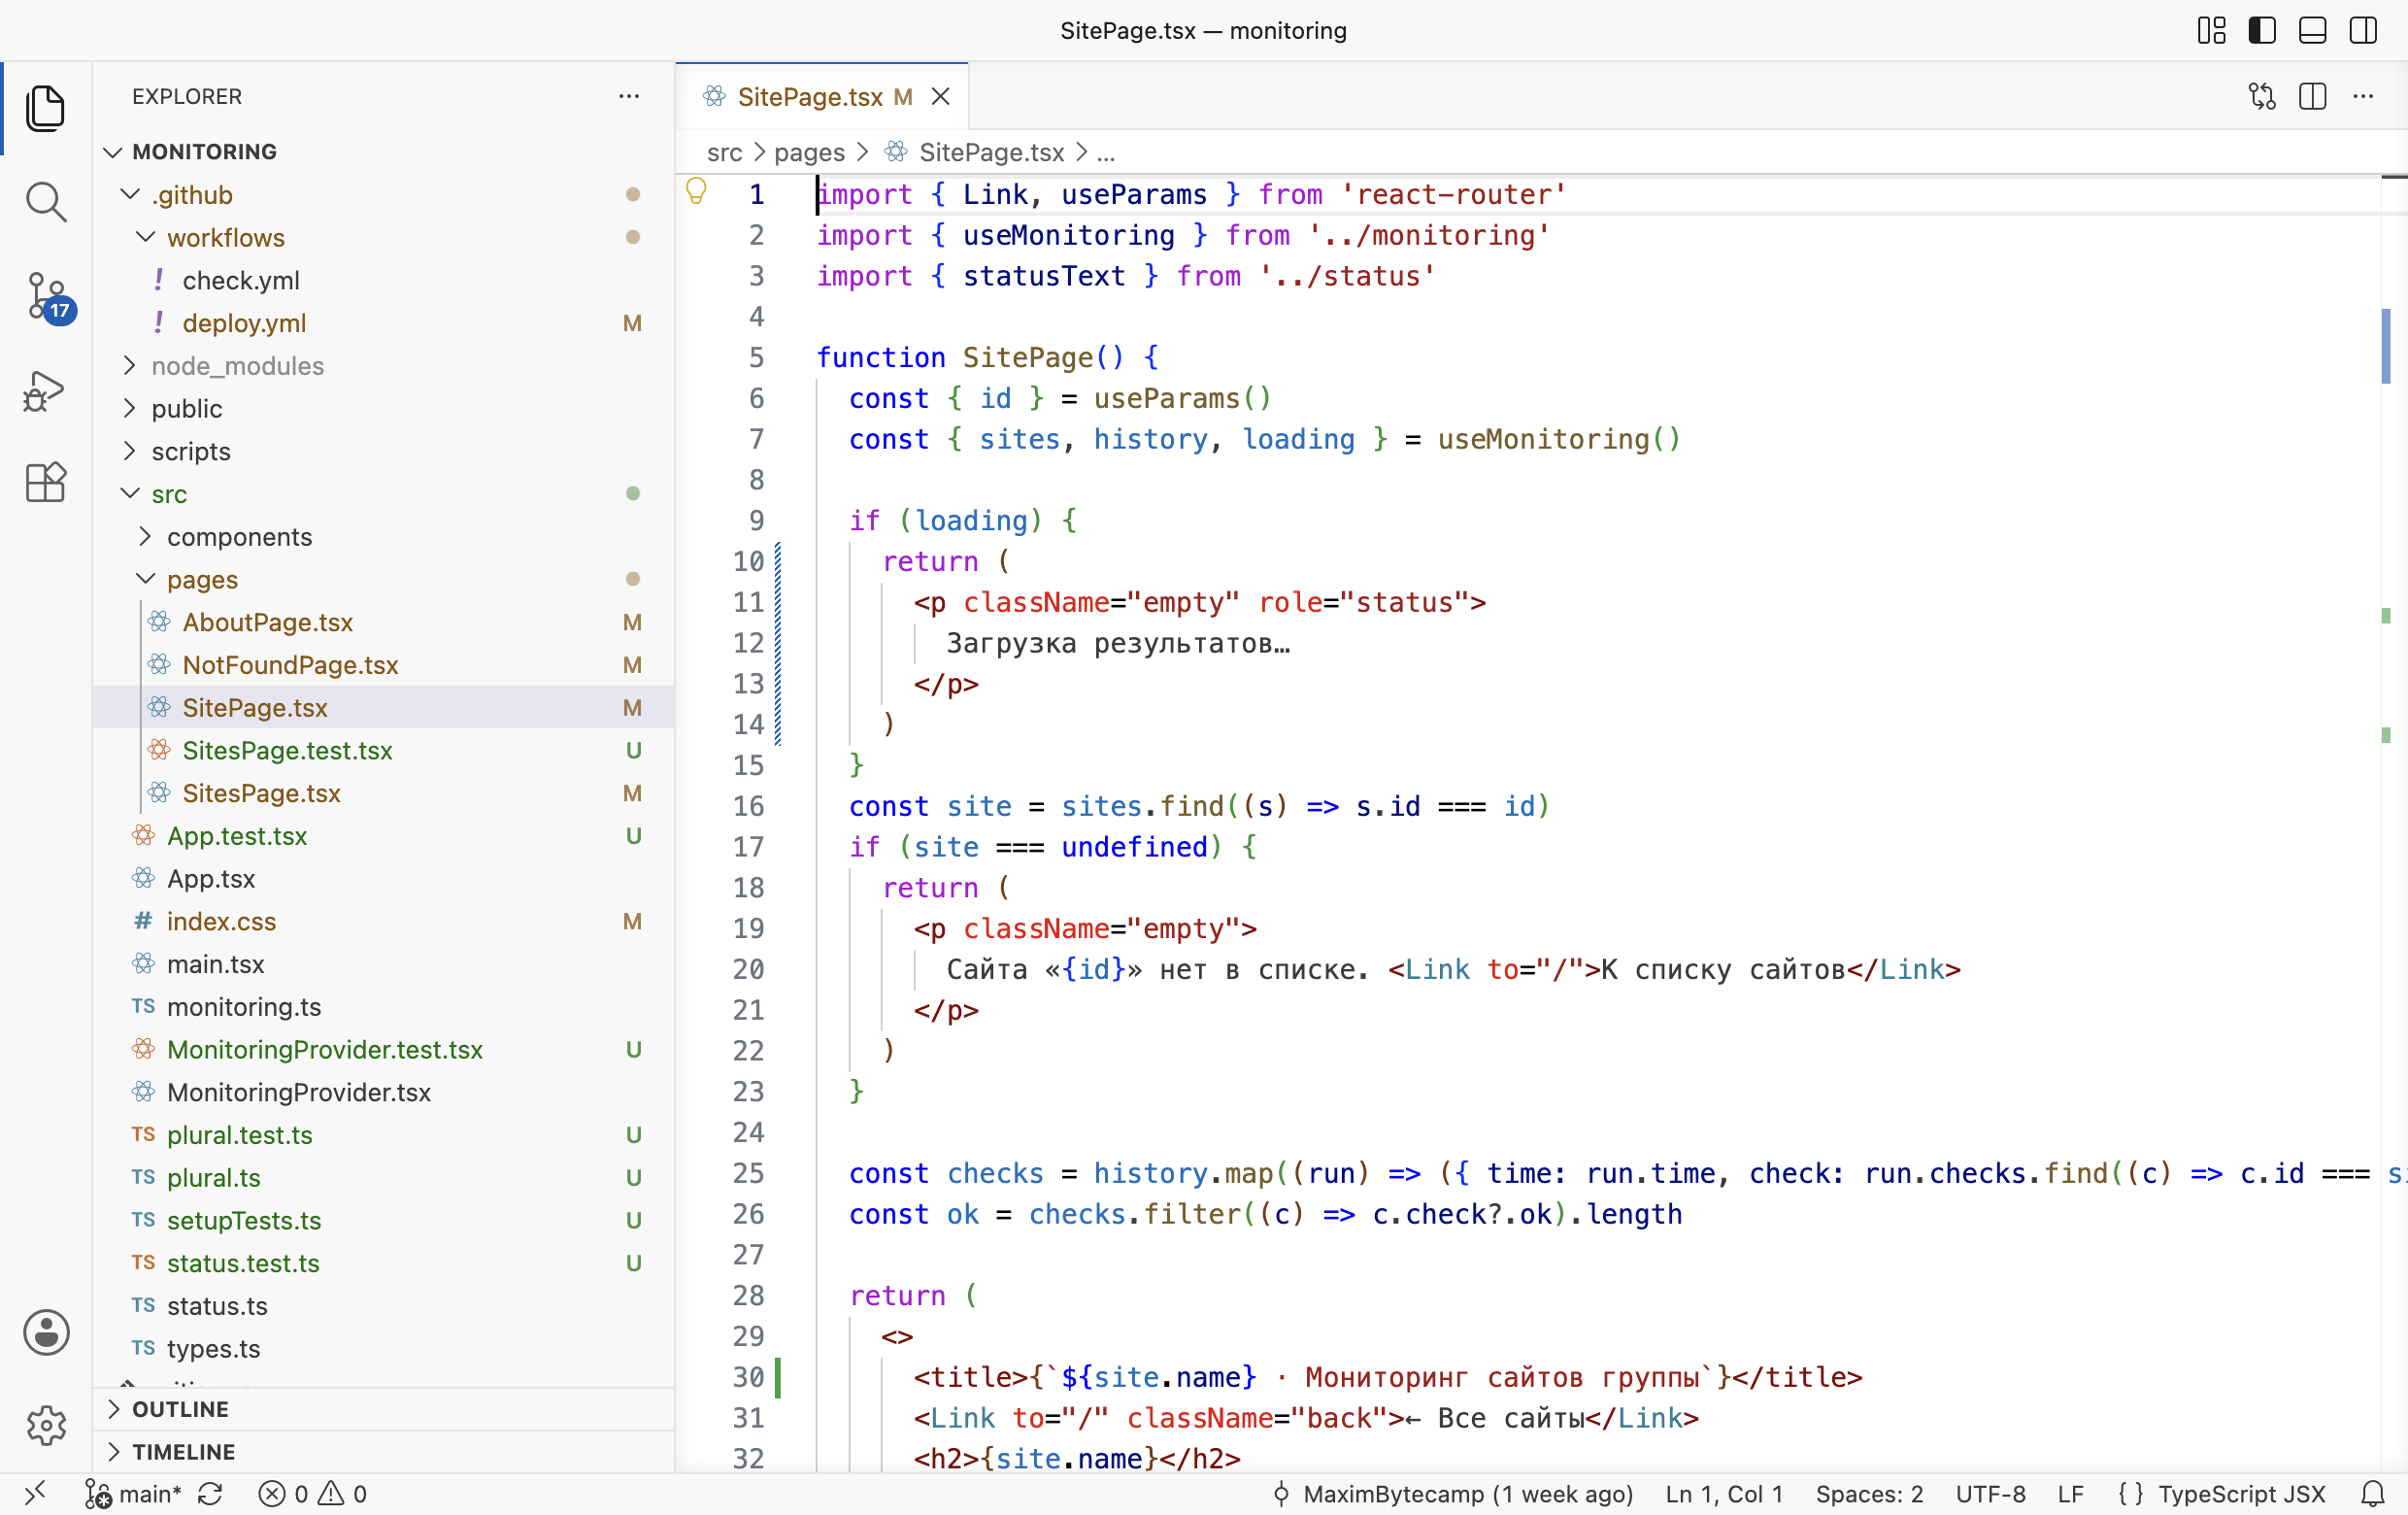 SitePage.tsx — monitoring
EXPLORER
MONITORING
.github
workflows
! check.yml
! deploy.yml M
node_modules
public
scripts
src
components
pages
AboutPage.tsx M
NotFoundPage.tsx M
SitePage.tsx M
SitesPage.test.tsx U
SitesPage.tsx M
App.test.tsx U
App.tsx
# index.css M
main.tsx
TS monitoring.ts
MonitoringProvider.test.tsx U
MonitoringProvider.tsx
TS plural.test.ts U
TS plural.ts U
TS setupTests.ts U
TS status.test.ts U
TS status.ts
TS types.ts
OUTLINE
TIMELINE
17
SitePage.tsx M
src > pages > SitePage.tsx > ...
1 import { Link, useParams } from 'react-router'
2 import { useMonitoring } from '../monitoring'
3 import { statusText } from '../status'
4
5 function SitePage() {
6 const { id } = useParams()
7 const { sites, history, loading } = useMonitoring()
8
9 if (loading) {
10 return (
11 <p className="empty" role="status">
12 Загрузка результатов…
13 </p>
14 )
15 }
16 const site = sites.find((s) => s.id === id)
17 if (site === undefined) {
18 return (
19 <p className="empty">
20 Сайта «{id}» нет в списке. <Link to="/">К списку сайтов</Link>
21 </p>
22 )
23 }
24
25 const checks = history.map((run) => ({ time: run.time, check: run.checks.find((c) => c.id === s
26 const ok = checks.filter((c) => c.check?.ok).length
27
28 return (
29 <>
30 <title>{`${site.name} · Мониторинг сайтов группы`}</title>
31 <Link to="/" className="back">← Все сайты</Link>
32 <h2>{site.name}</h2>
main* 0 0 MaximBytecamp (1 week ago) Ln 1, Col 1 Spaces: 2 UTF-8 LF { } TypeScript JSX